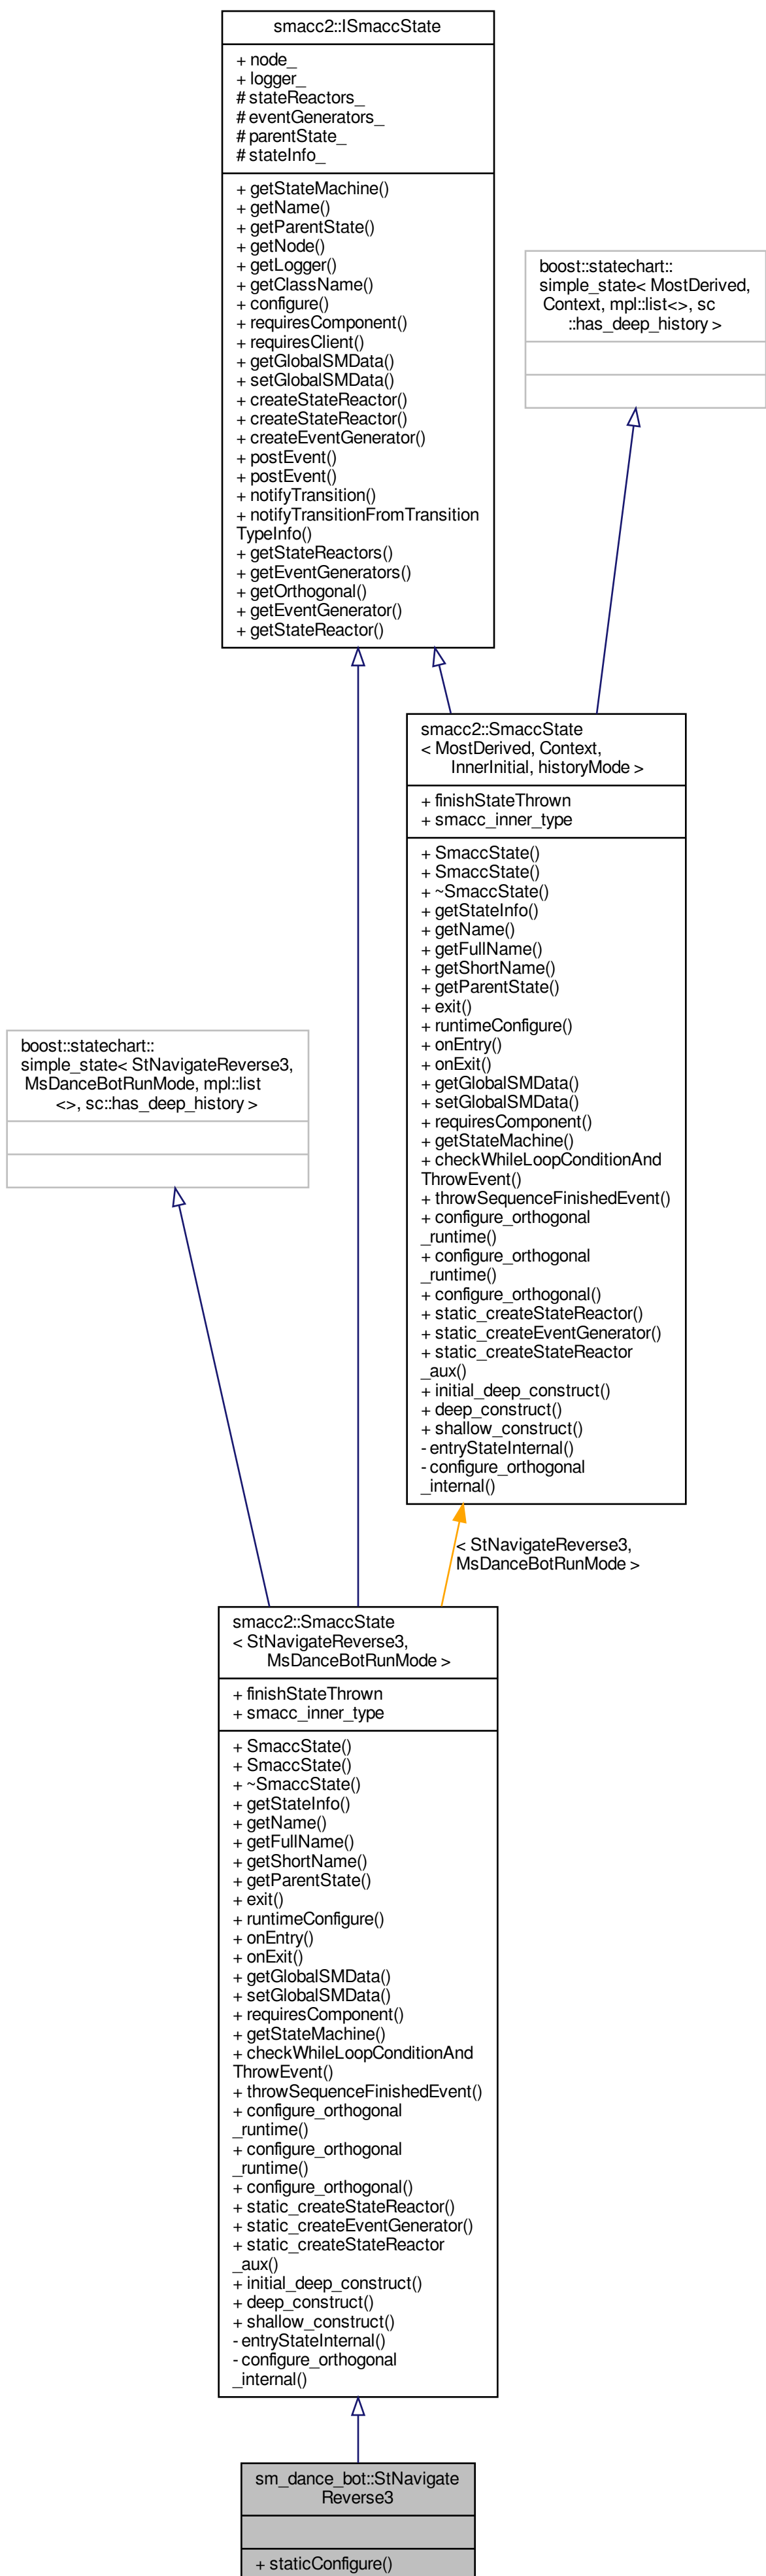 smacc2::ISmaccState
+ node_
+ logger_
# stateReactors_
# eventGenerators_
# parentState_
# stateInfo_
+ getStateMachine()
+ getName()
+ getParentState()
+ getNode()
+ getLogger()
+ getClassName()
+ configure()
+ requiresComponent()
+ requiresClient()
+ getGlobalSMData()
+ setGlobalSMData()
+ createStateReactor()
+ createStateReactor()
+ createEventGenerator()
+ postEvent()
+ postEvent()
+ notifyTransition()
+ notifyTransitionFromTransition
TypeInfo()
+ getStateReactors()
+ getEventGenerators()
+ getOrthogonal()
+ getEventGenerator()
+ getStateReactor()
boost::statechart::
simple_state< MostDerived,
Context, mpl::list<>, sc
::has_deep_history >
smacc2::SmaccState
< MostDerived, Context,
InnerInitial, historyMode >
+ finishStateThrown
+ smacc_inner_type
+ SmaccState()
+ SmaccState()
+ ~SmaccState()
+ getStateInfo()
+ getName()
+ getFullName()
+ getShortName()
+ getParentState()
+ exit()
+ runtimeConfigure()
+ onEntry()
+ onExit()
+ getGlobalSMData()
+ setGlobalSMData()
+ requiresComponent()
+ getStateMachine()
+ checkWhileLoopConditionAnd
ThrowEvent()
+ throwSequenceFinishedEvent()
+ configure_orthogonal
_runtime()
+ configure_orthogonal
_runtime()
+ configure_orthogonal()
+ static_createStateReactor()
+ static_createEventGenerator()
+ static_createStateReactor
_aux()
+ initial_deep_construct()
+ deep_construct()
+ shallow_construct()
- entryStateInternal()
- configure_orthogonal
_internal()
boost::statechart::
simple_state< StNavigateReverse3,
MsDanceBotRunMode, mpl::list
<>, sc::has_deep_history >
< StNavigateReverse3,
MsDanceBotRunMode >
smacc2::SmaccState
< StNavigateReverse3,
MsDanceBotRunMode >
+ finishStateThrown
+ smacc_inner_type
+ SmaccState()
+ SmaccState()
+ ~SmaccState()
+ getStateInfo()
+ getName()
+ getFullName()
+ getShortName()
+ getParentState()
+ exit()
+ runtimeConfigure()
+ onEntry()
+ onExit()
+ getGlobalSMData()
+ setGlobalSMData()
+ requiresComponent()
+ getStateMachine()
+ checkWhileLoopConditionAnd
ThrowEvent()
+ throwSequenceFinishedEvent()
+ configure_orthogonal
_runtime()
+ configure_orthogonal
_runtime()
+ configure_orthogonal()
+ static_createStateReactor()
+ static_createEventGenerator()
+ static_createStateReactor
_aux()
+ initial_deep_construct()
+ deep_construct()
+ shallow_construct()
- entryStateInternal()
- configure_orthogonal
_internal()
sm_dance_bot::StNavigate
Reverse3
+ staticConfigure()